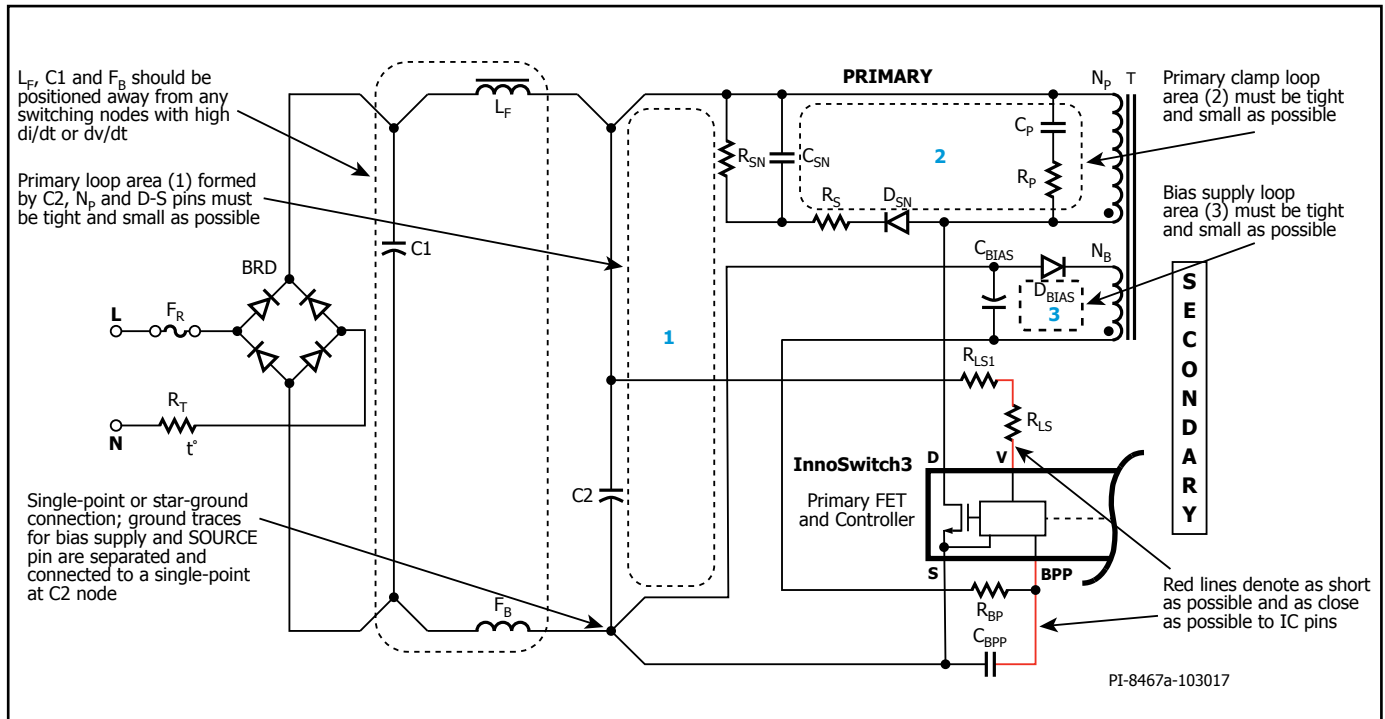 L_F, C1 and F_B should be
positioned away from any
switching nodes with high
di/dt or dv/dt
Primary loop area (1) formed
by C2, N_P and D-S pins must
be tight and small as possible
Single-point or star-ground
connection; ground traces
for bias supply and SOURCE
pin are separated and
connected to a single-point
at C2 node
L
F_R
BRD
R_T
t°
N
C1
L_F
F_B
C2
1
PRIMARY
R_SN
C_SN
2
R_S
D_SN
C_P
R_P
N_P
T
C_BIAS
D_BIAS
3
N_B
R_LS1
R_LS
InnoSwitch3
Primary FET
and Controller
D
V
S
BPP
R_BP
C_BPP
Primary clamp loop
area (2) must be tight
and small as possible
Bias supply loop
area (3) must be tight
and small as possible
SECONDARY
Red lines denote as short
as possible and as close
as possible to IC pins
PI-8467a-103017